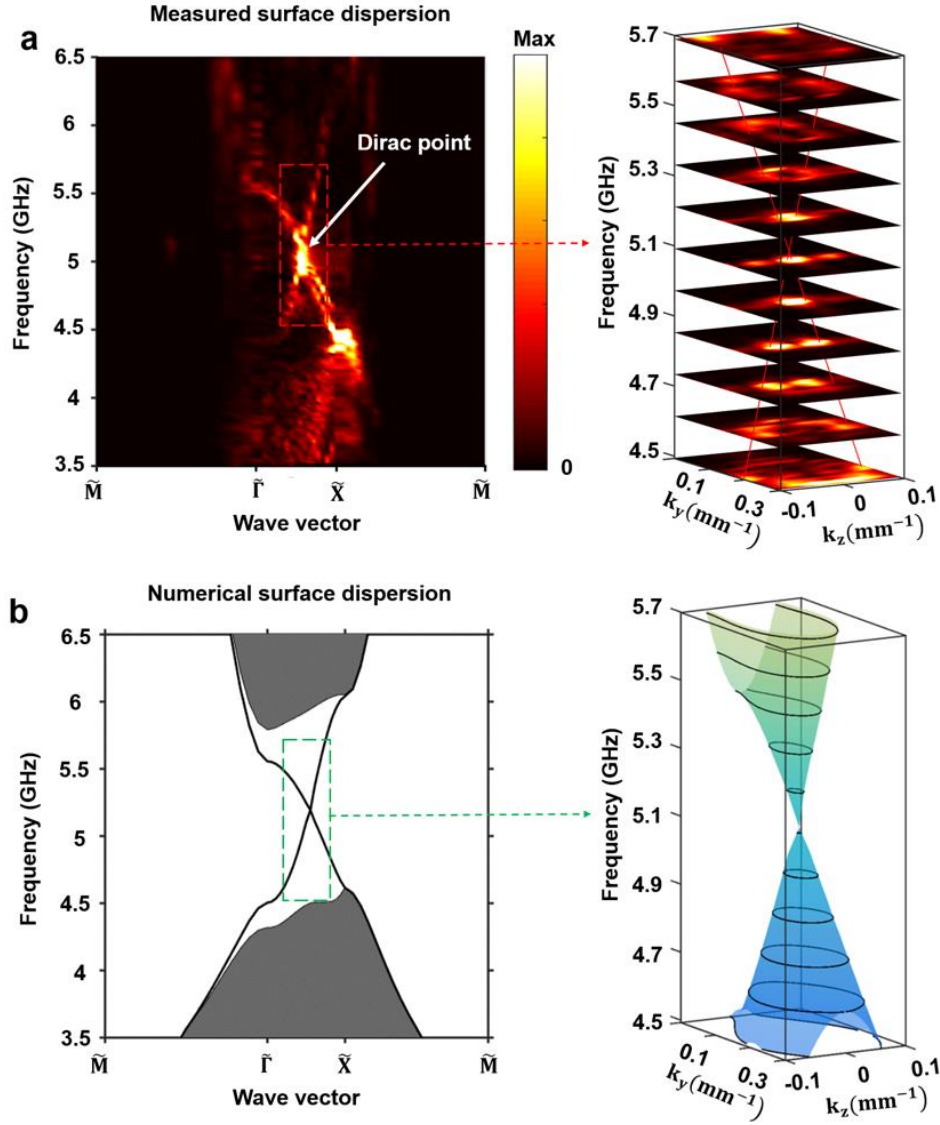 Measured surface dispersion
a
Max
0
Dirac point
Frequency (GHz)
6.5
6
5.5
5
4.5
4
3.5
M̃
Γ̃
X̃
M̃
Wave vector
Frequency (GHz)
5.7
5.5
5.3
5.1
4.9
4.7
4.5
0.1
0.3
k_y(mm⁻¹)
-0.1
0
0.1
k_z(mm⁻¹)
Numerical surface dispersion
b
Frequency (GHz)
6.5
6
5.5
5
4.5
4
3.5
M̃
Γ̃
X̃
M̃
Wave vector
Frequency (GHz)
5.7
5.5
5.3
5.1
4.9
4.7
4.5
0.1
0.3
k_y(mm⁻¹)
-0.1
0
0.1
k_z(mm⁻¹)